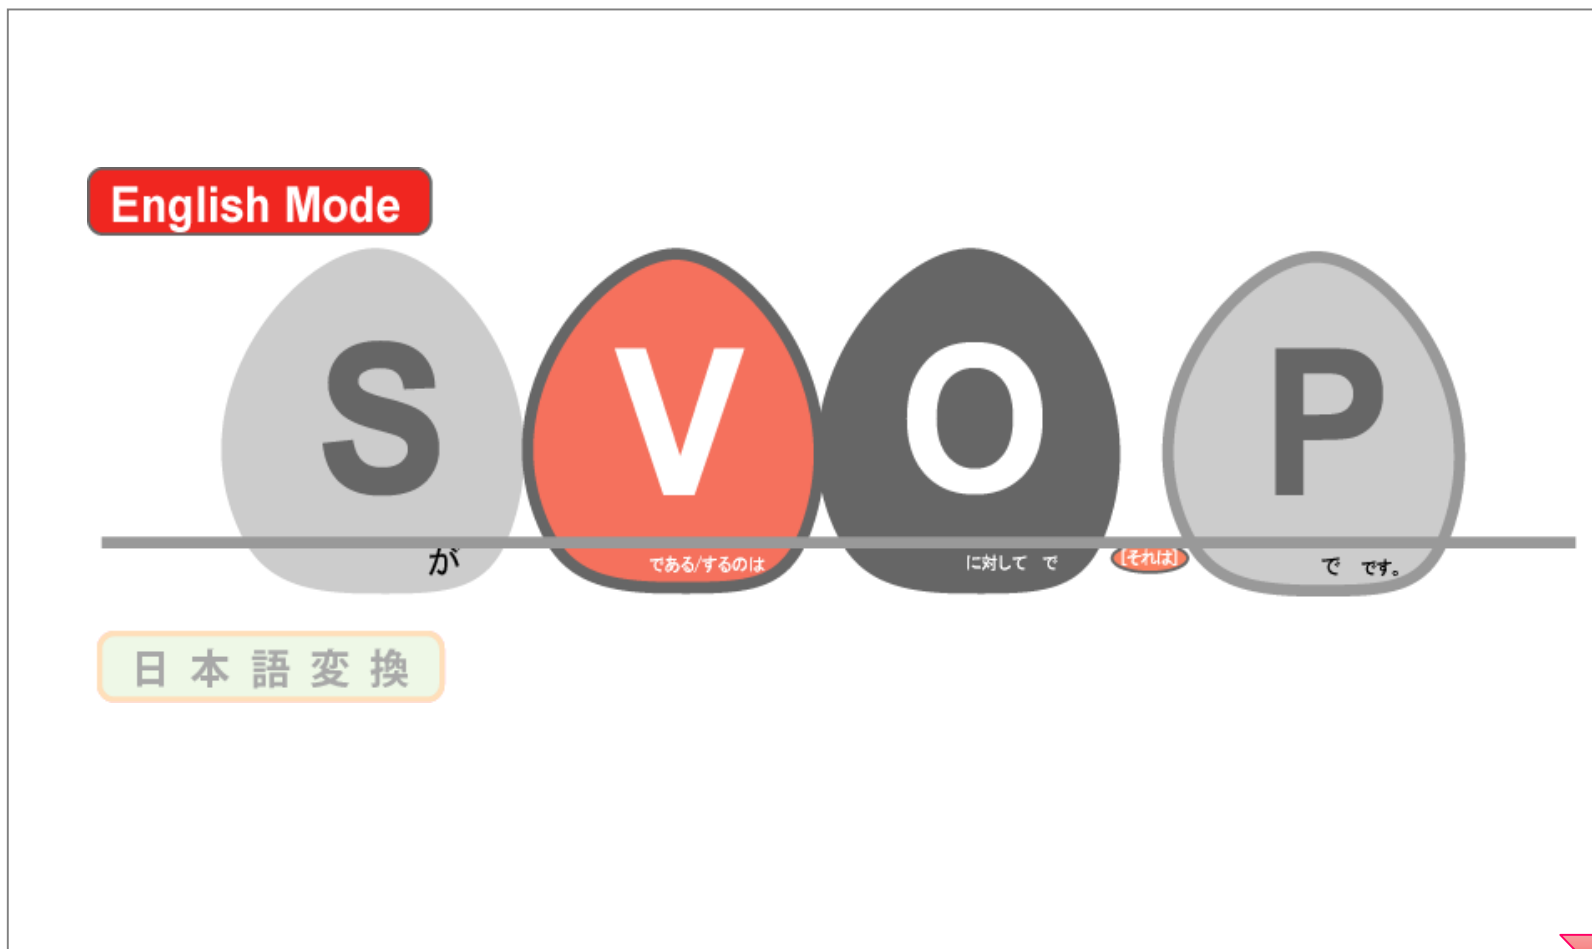 English Mode
S V O P
が である/するのは に対して で [それは] で です。
日本語変換